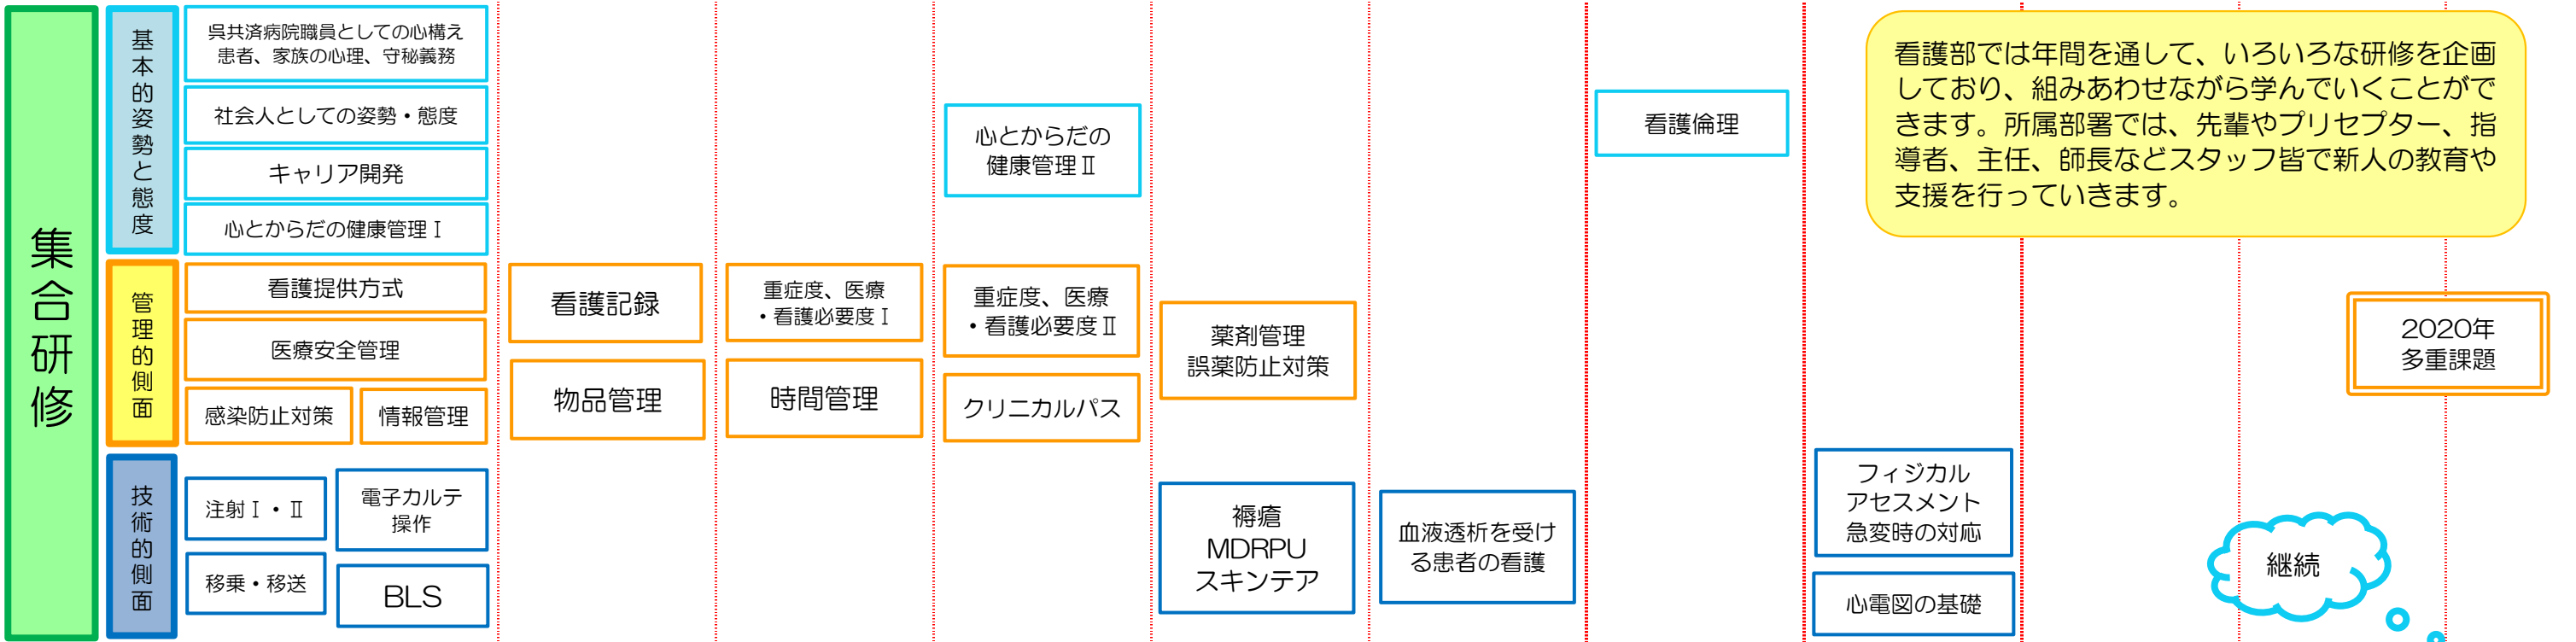 集合研修
基本的姿勢と態度
呉共済病院職員としての心構え
患者、家族の心理、守秘義務
社会人としての姿勢・態度
キャリア開発
心とからだの健康管理Ⅰ
心とからだの
健康管理Ⅱ
看護倫理
看護部では年間を通して、いろいろな研修を企画
しており、組みあわせながら学んでいくことがで
きます。所属部署では、先輩やプリセプター、指
導者、主任、師長などスタッフ皆で新人の教育や
支援を行っていきます。
管理的側面
看護提供方式
医療安全管理
感染防止対策
情報管理
看護記録
物品管理
重症度、医療
・看護必要度Ⅰ
時間管理
重症度、医療
・看護必要度Ⅱ
クリニカルパス
薬剤管理
誤薬防止対策
2020年
多重課題
技術的側面
注射Ⅰ・Ⅱ
電子カルテ
操作
移乗・移送
BLS
褥瘡
MDRPU
スキンテア
血液透析を受け
る患者の看護
フィジカル
アセスメント
急変時の対応
心電図の基礎
継続